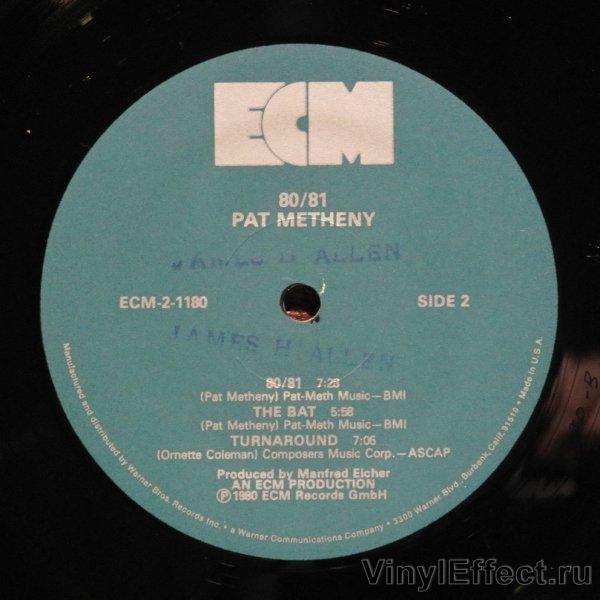 ECM
80/81
PAT METHENY
JAMES H ALLEN
ECM-2-1180
SIDE 2
JAMES H ALLEN
80/81 7:28
(Pat Metheny) Pat-Meth Music—BMI
THE BAT 5:58
(Pat Metheny) Pat-Meth Music—BMI
TURNAROUND 7:05
(Ornette Coleman) Composers Music Corp.—ASCAP
Produced by Manfred Eicher
AN ECM PRODUCTION
℗ 1980 ECM Records GmbH
Manufactured and distributed by Warner Bros. Records Inc. • a Warner Communications Company • 3300 Warner Blvd., Burbank, Calif. 91510 • Made in U.S.A.
VinylEffect.ru